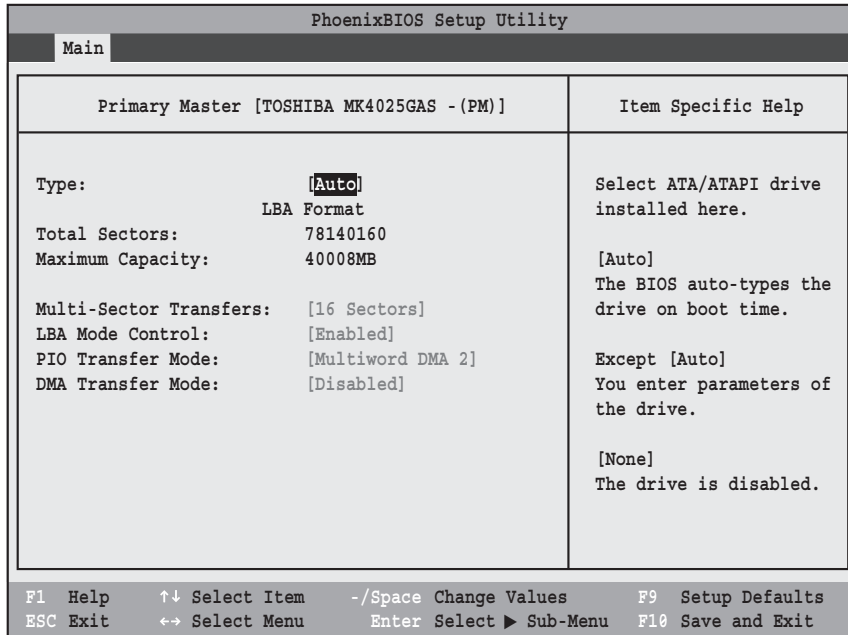 PhoenixBIOS Setup Utility
Main
Primary Master [TOSHIBA MK4025GAS -(PM)]
Type: [Auto]
LBA Format
Total Sectors: 78140160
Maximum Capacity: 40008MB
Multi-Sector Transfers: [16 Sectors]
LBA Mode Control: [Enabled]
PIO Transfer Mode: [Multiword DMA 2]
DMA Transfer Mode: [Disabled]
Item Specific Help
Select ATA/ATAPI drive
installed here.
[Auto]
The BIOS auto-types the
drive on boot time.
Except [Auto]
You enter parameters of
the drive.
[None]
The drive is disabled.
F1 Help ↑↓ Select Item -/Space Change Values F9 Setup Defaults
ESC Exit ←→ Select Menu Enter Select ▶ Sub-Menu F10 Save and Exit